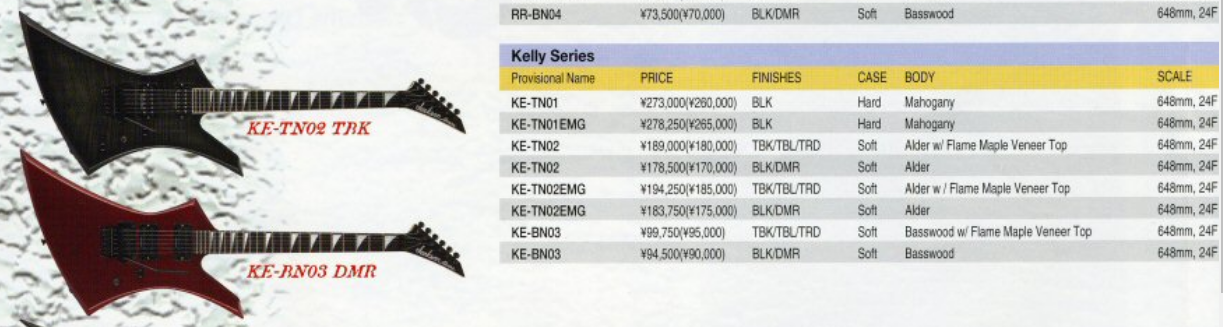 RR-BN04 ¥73,500(¥70,000) BLK/DMR Soft Basswood 648mm, 24F
Kelly Series
Provisional Name PRICE FINISHES CASE BODY SCALE
KE-TN01 ¥273,000(¥260,000) BLK Hard Mahogany 648mm, 24F
KE-TN01EMG ¥278,250(¥265,000) BLK Hard Mahogany 648mm, 24F
KE-TN02 ¥189,000(¥180,000) TBK/TBL/TRD Soft Alder w/ Flame Maple Veneer Top 648mm, 24F
KE-TN02 ¥178,500(¥170,000) BLK/DMR Soft Alder 648mm, 24F
KE-TN02EMG ¥194,250(¥185,000) TBK/TBL/TRD Soft Alder w / Flame Maple Veneer Top 648mm, 24F
KE-TN02EMG ¥183,750(¥175,000) BLK/DMR Soft Alder 648mm, 24F
KE-BN03 ¥99,750(¥95,000) TBK/TBL/TRD Soft Basswood w/ Flame Maple Veneer Top 648mm, 24F
KE-BN03 ¥94,500(¥90,000) BLK/DMR Soft Basswood 648mm, 24F
KE-TN02 TBK
Jackson
KE-BN03 DMR
Jackson